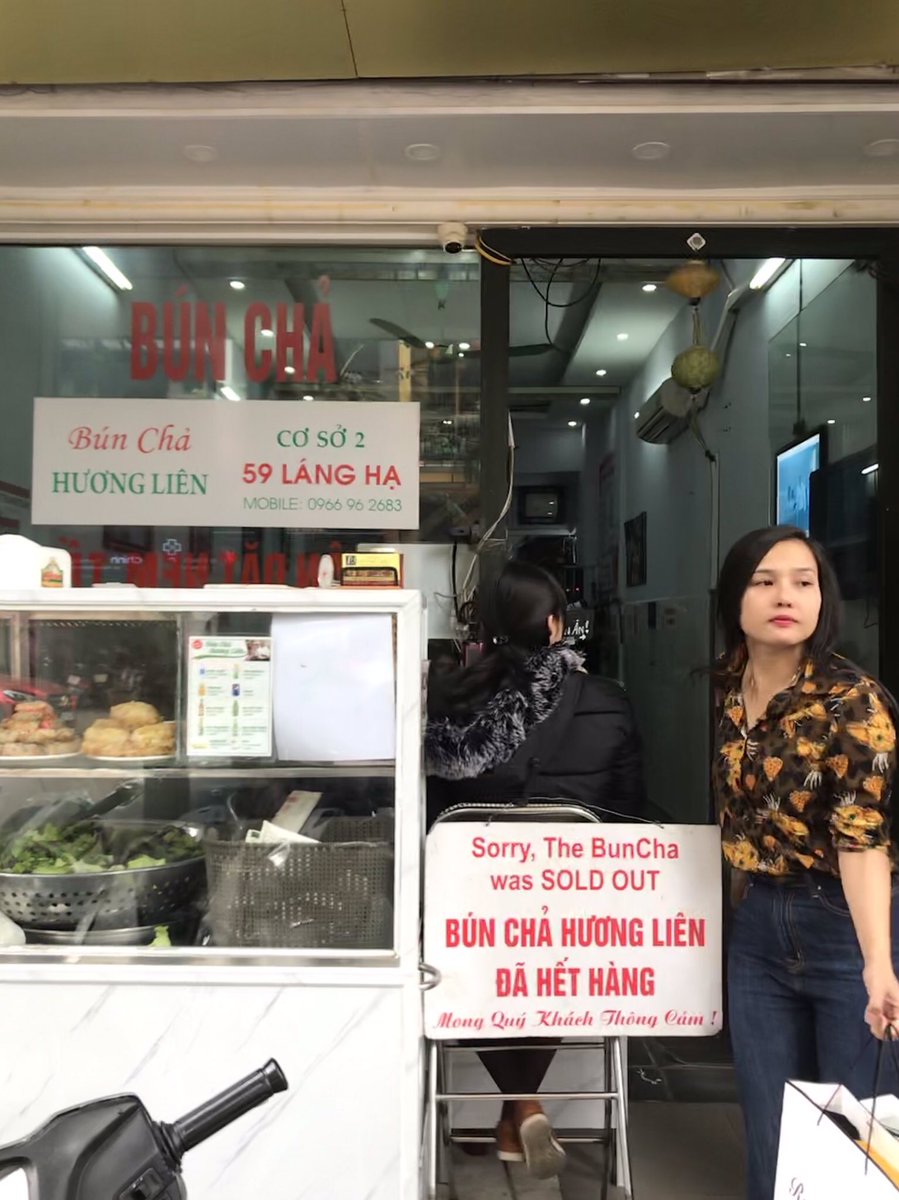 BÚN CHẢ
Bún Chả
HƯƠNG LIÊN
CƠ SỞ 2
59 LÁNG HẠ
MOBILE: 0966 96 2683
Sorry, The BunCha
was SOLD OUT
BÚN CHẢ HƯƠNG LIÊN
ĐÃ HẾT HÀNG
Mong Quý Khách Thông Cảm !